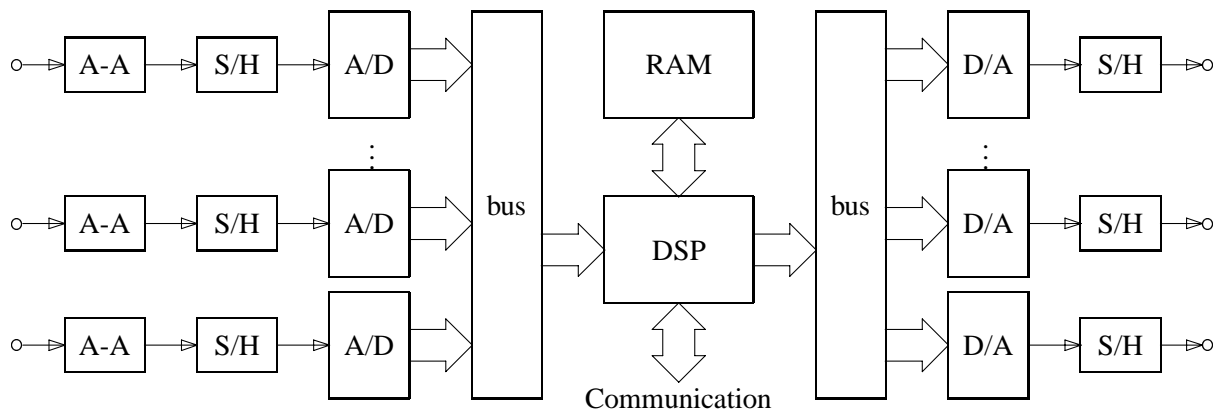 A-A S/H A/D RAM D/A S/H
⋮ ⋮
A-A S/H A/D bus bus D/A S/H
DSP
A-A S/H A/D D/A S/H
Communication